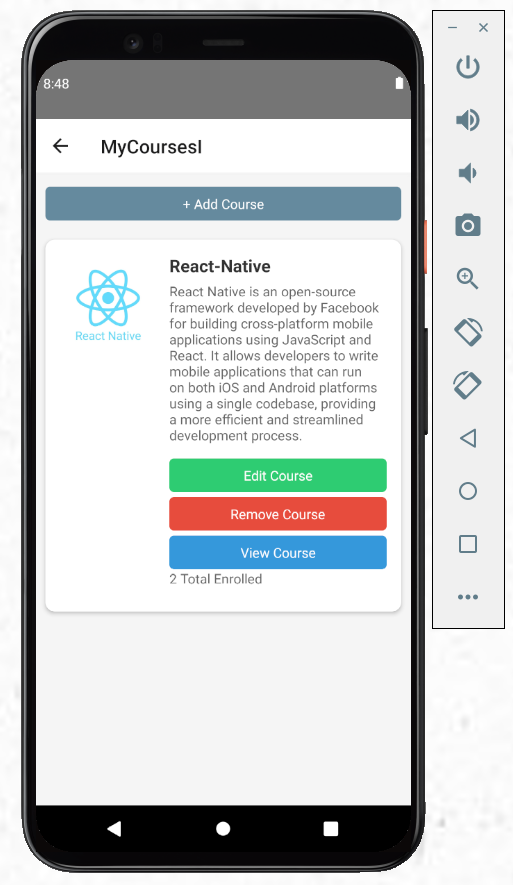 8:48
MyCoursesI
+ Add Course
React Native
React-Native
React Native is an open-source
framework developed by Facebook
for building cross-platform mobile
applications using JavaScript and
React. It allows developers to write
mobile applications that can run
on both iOS and Android platforms
using a single codebase, providing
a more efficient and streamlined
development process.
Edit Course
Remove Course
View Course
2 Total Enrolled